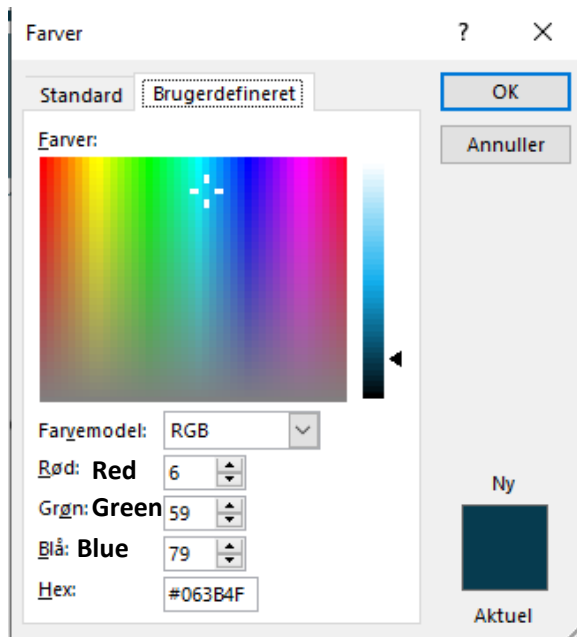 Farver ? ✕
Standard Brugerdefineret
OK
Annuller
Farver:
Farvemodel: RGB
Rød: Red 6
Grøn: Green 59
Blå: Blue 79
Hex: #063B4F
Ny
Aktuel